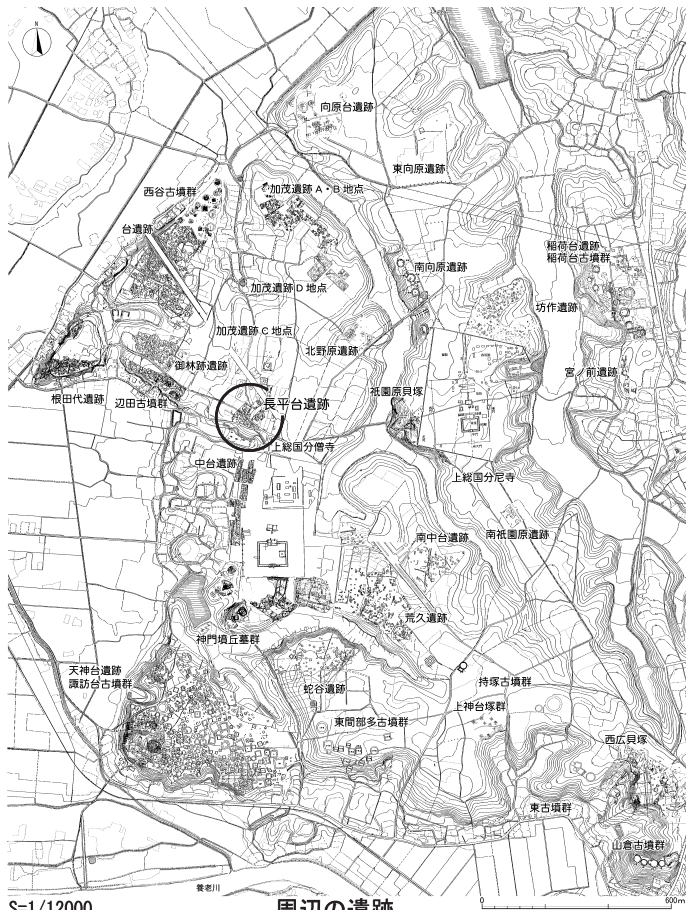 N
向原台遺跡
東向原遺跡
西谷古墳群
加茂遺跡 A・B 地点
台遺跡
稲荷台遺跡
稲荷台古墳群
南向原遺跡
加茂遺跡 D 地点
坊作遺跡
加茂遺跡 C 地点
北野原遺跡
御林跡遺跡
宮ノ前遺跡
祇園原貝塚
根田代遺跡
辺田古墳群
長平台遺跡
上総国分僧寺
中台遺跡
上総国分尼寺
南中台遺跡
南祇園原遺跡
荒久遺跡
神門墳丘墓群
天神台遺跡
諏訪台古墳群
蛇谷遺跡
持塚古墳群
上神台塚群
東間部多古墳群
西広貝塚
東古墳群
山倉古墳群
養老川
S=1/12000
周辺の遺跡
0
600m